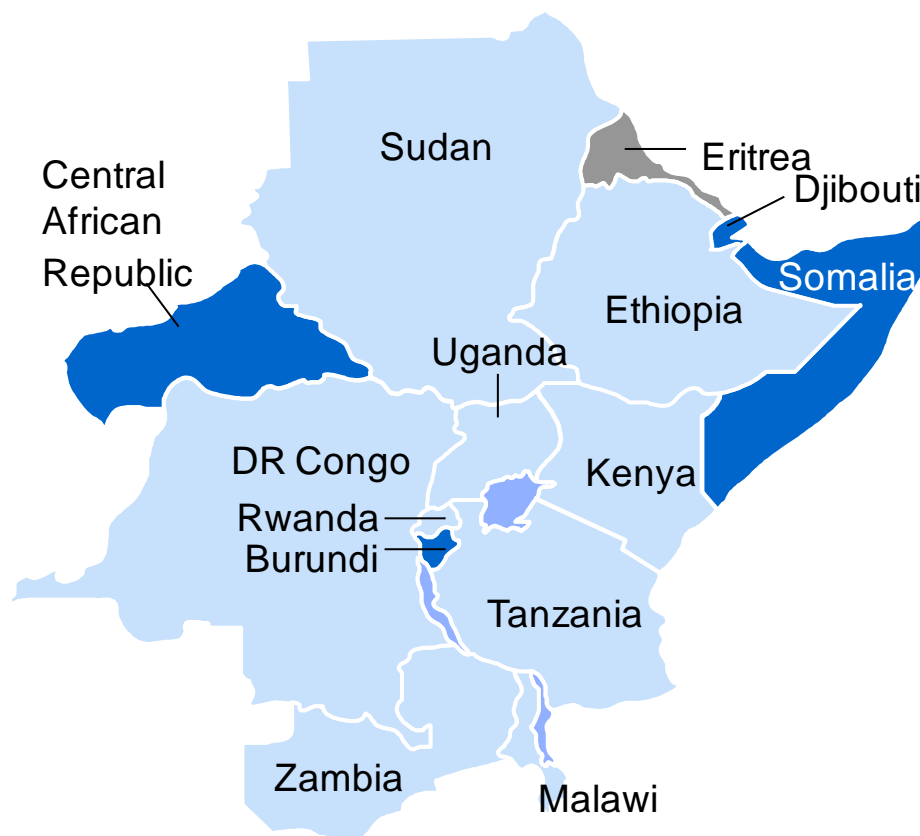 Sudan
Eritrea
Central
African
Republic
Djibouti
Somalia
Ethiopia
Uganda
DR Congo
Kenya
Rwanda
Burundi
Tanzania
Zambia
Malawi